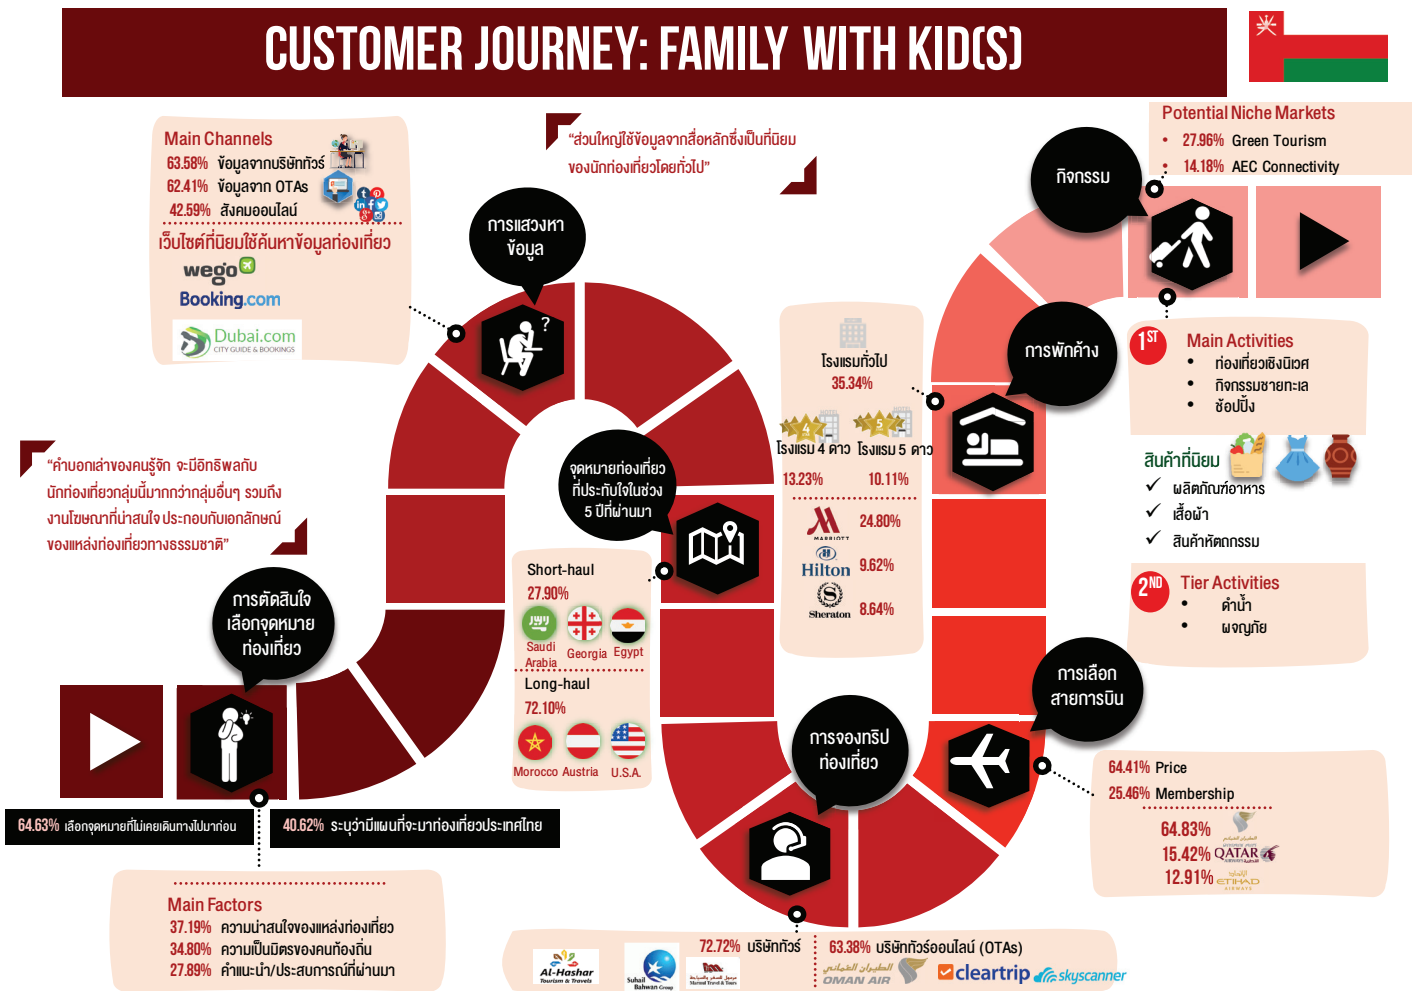 CUSTOMER JOURNEY: FAMILY WITH KID(S)
Main Channels
63.58% ข้อมูลจากบริษัททัวร์
62.41% ข้อมูลจาก OTAs
42.59% สังคมออนไลน์
เว็บไซต์ที่นิยมใช้ค้นหาข้อมูลท่องเที่ยว
wego
Booking.com
Dubai.com
CITY GUIDE & BOOKINGS
“ส่วนใหญ่ใช้ข้อมูลจากสื่อหลักซึ่งเป็นที่นิยม
ของนักท่องเที่ยวโดยทั่วไป”
การแสวงหา
ข้อมูล
?
“คำบอกเล่าของคนรู้จัก จะมีอิทธิพลกับ
นักท่องเที่ยวกลุ่มนี้มากกว่ากลุ่มอื่นๆ รวมถึง
งานโฆษณาที่น่าสนใจ ประกอบกับเอกลักษณ์
ของแหล่งท่องเที่ยวทางธรรมชาติ”
การตัดสินใจ
เลือกจุดหมาย
ท่องเที่ยว
64.63% เลือกจุดหมายที่ไม่เคยเดินทางไปมาก่อน
40.62% ระบุว่ามีแผนที่จะมาท่องเที่ยวประเทศไทย
Main Factors
37.19% ความน่าสนใจของแหล่งท่องเที่ยว
34.80% ความเป็นมิตรของคนท้องถิ่น
27.89% คำแนะนำ/ประสบการณ์ที่ผ่านมา
จุดหมายท่องเที่ยว
ที่ประทับใจในช่วง
5 ปีที่ผ่านมา
Short-haul
27.90%
Saudi Arabia
Georgia
Egypt
Long-haul
72.10%
Morocco
Austria
U.S.A.
การจองทริป
ท่องเที่ยว
72.72% บริษัททัวร์
Al-Hashar
Tourism & Travels
Suhail
Bahwan Group
Marmul Travel & Tours
63.38% บริษัททัวร์ออนไลน์ (OTAs)
الطيران العماني
OMAN AIR
cleartrip
skyscanner
การเลือก
สายการบิน
64.41% Price
25.46% Membership
64.83%
15.42% QATAR
AIRWAYS القطرية
12.91% ETIHAD
AIRWAYS
การพักค้าง
โรงแรมทั่วไป
35.34%
4
5
โรงแรม 4 ดาว
โรงแรม 5 ดาว
13.23%
10.11%
MARRIOTT
24.80%
Hilton
9.62%
Sheraton
8.64%
กิจกรรม
Potential Niche Markets
• 27.96% Green Tourism
• 14.18% AEC Connectivity
1ST
Main Activities
• ท่องเที่ยวเชิงนิเวศ
• กิจกรรมชายทะเล
• ช้อปปิ้ง
สินค้าที่นิยม
✓ ผลิตภัณฑ์อาหาร
✓ เสื้อผ้า
✓ สินค้าหัตถกรรม
2ND
Tier Activities
• ดำน้ำ
• ผจญภัย